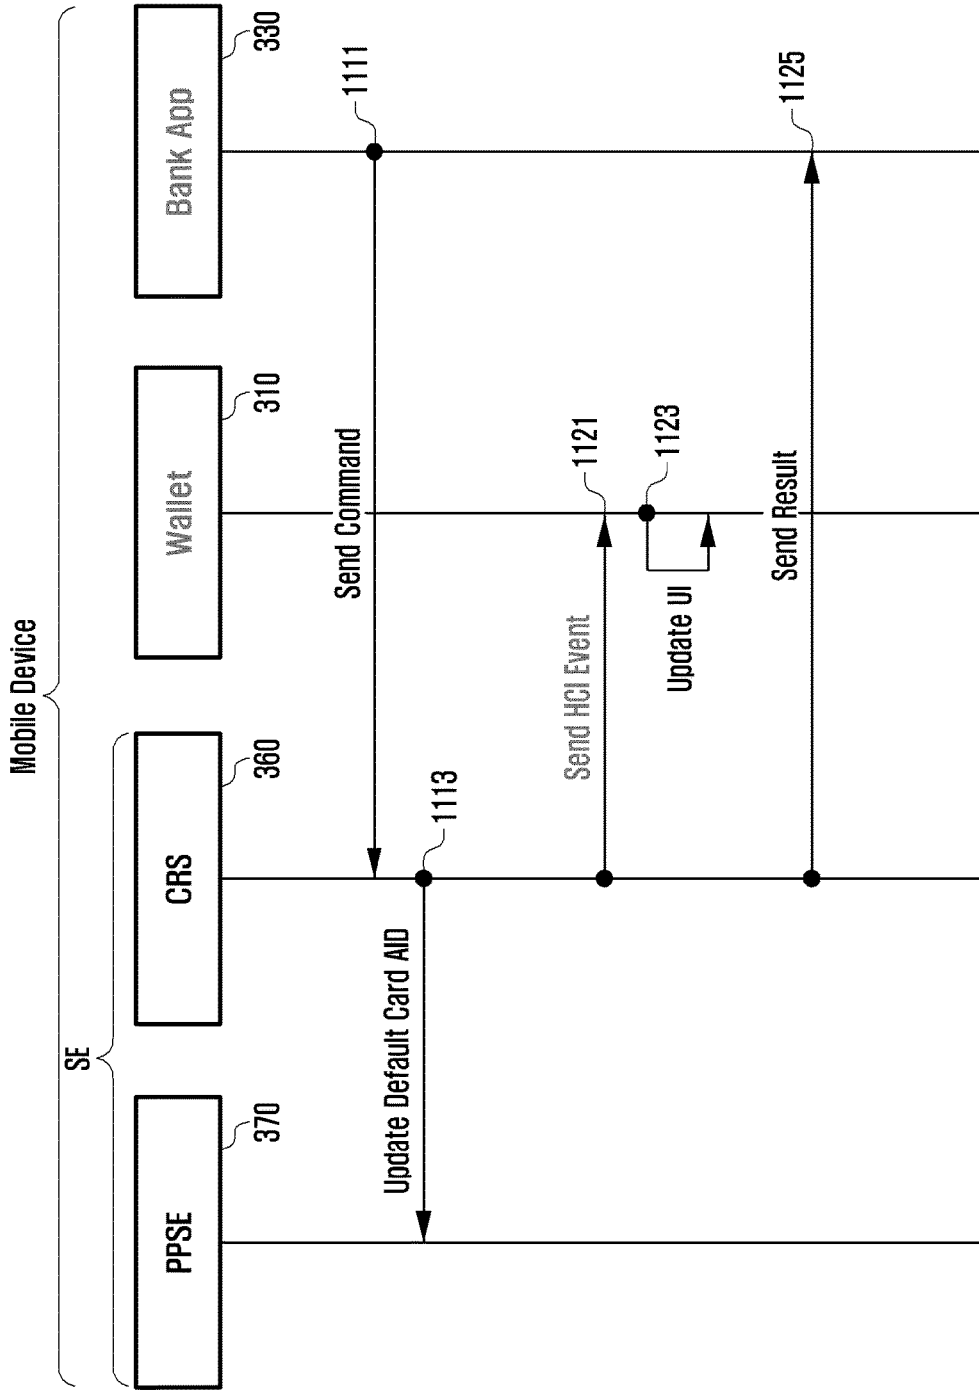 Mobile Device
SE
PPSE
CRS
Wallet
Bank App
370
360
310
330
Send Command
1111
Update Default Card AID
1113
Send HCI Event
1121
1123
Update UI
Send Result
1125